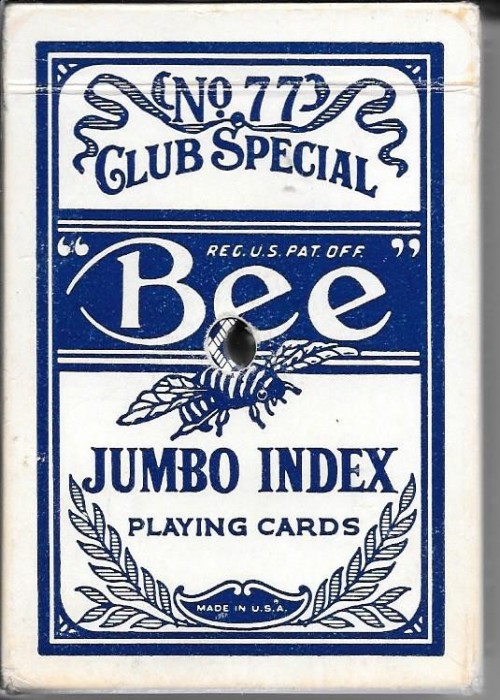 No. 77
CLUB SPECIAL
REG. U.S. PAT. OFF.
“Bee”
JUMBO INDEX
PLAYING CARDS
MADE IN U.S.A.